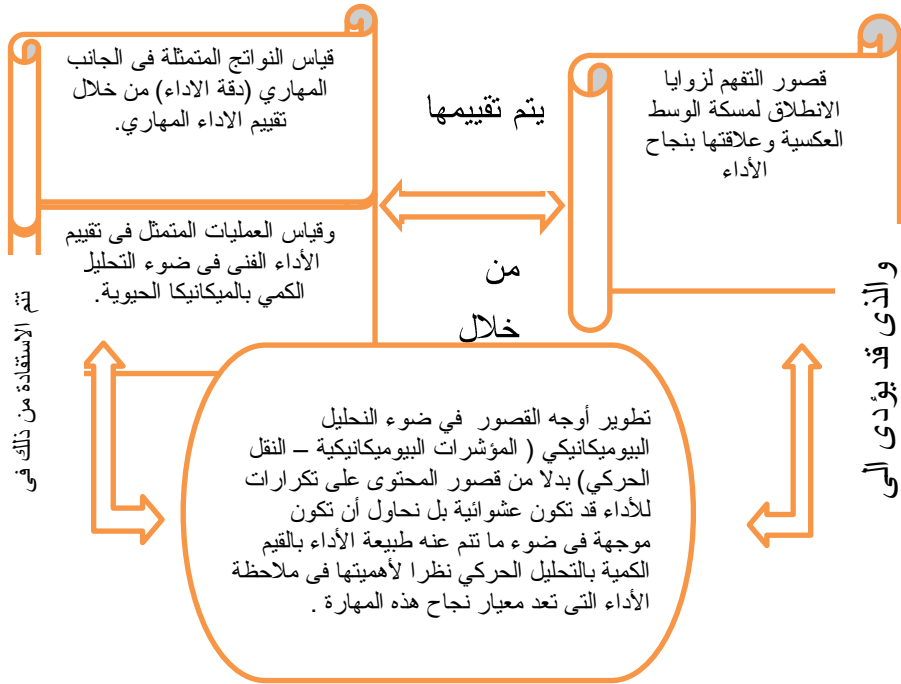 قصور التفهم لزوايا
الانطلاق لمسكة الوسط
العكسية وعلاقتها بنجاح
الأداء
يتم تقييمها
من
خلال
قياس النواتج المتمثلة فى الجانب
المهاري (دقة الاداء) من خلال
تقييم الاداء المهاري.
وقياس العمليات المتمثل فى تقييم
الأداء الفنى فى ضوء التحليل
الكمي بالميكانيكا الحيوية.
والذى قد يؤدى الى
تتم الاستفادة من ذلك فى
تطوير أوجه القصور في ضوء التحليل
البيوميكانيكي ( المؤشرات البيوميكانيكية – النقل
الحركي) بدلا من قصور المحتوى على تكرارات
للأداء قد تكون عشوائية بل نحاول أن تكون
موجهة فى ضوء ما تتم عنه طبيعة الأداء بالقيم
الكمية بالتحليل الحركي نظرا لأهميتها فى ملاحظة
الأداء التى تعد معيار نجاح هذه المهارة .